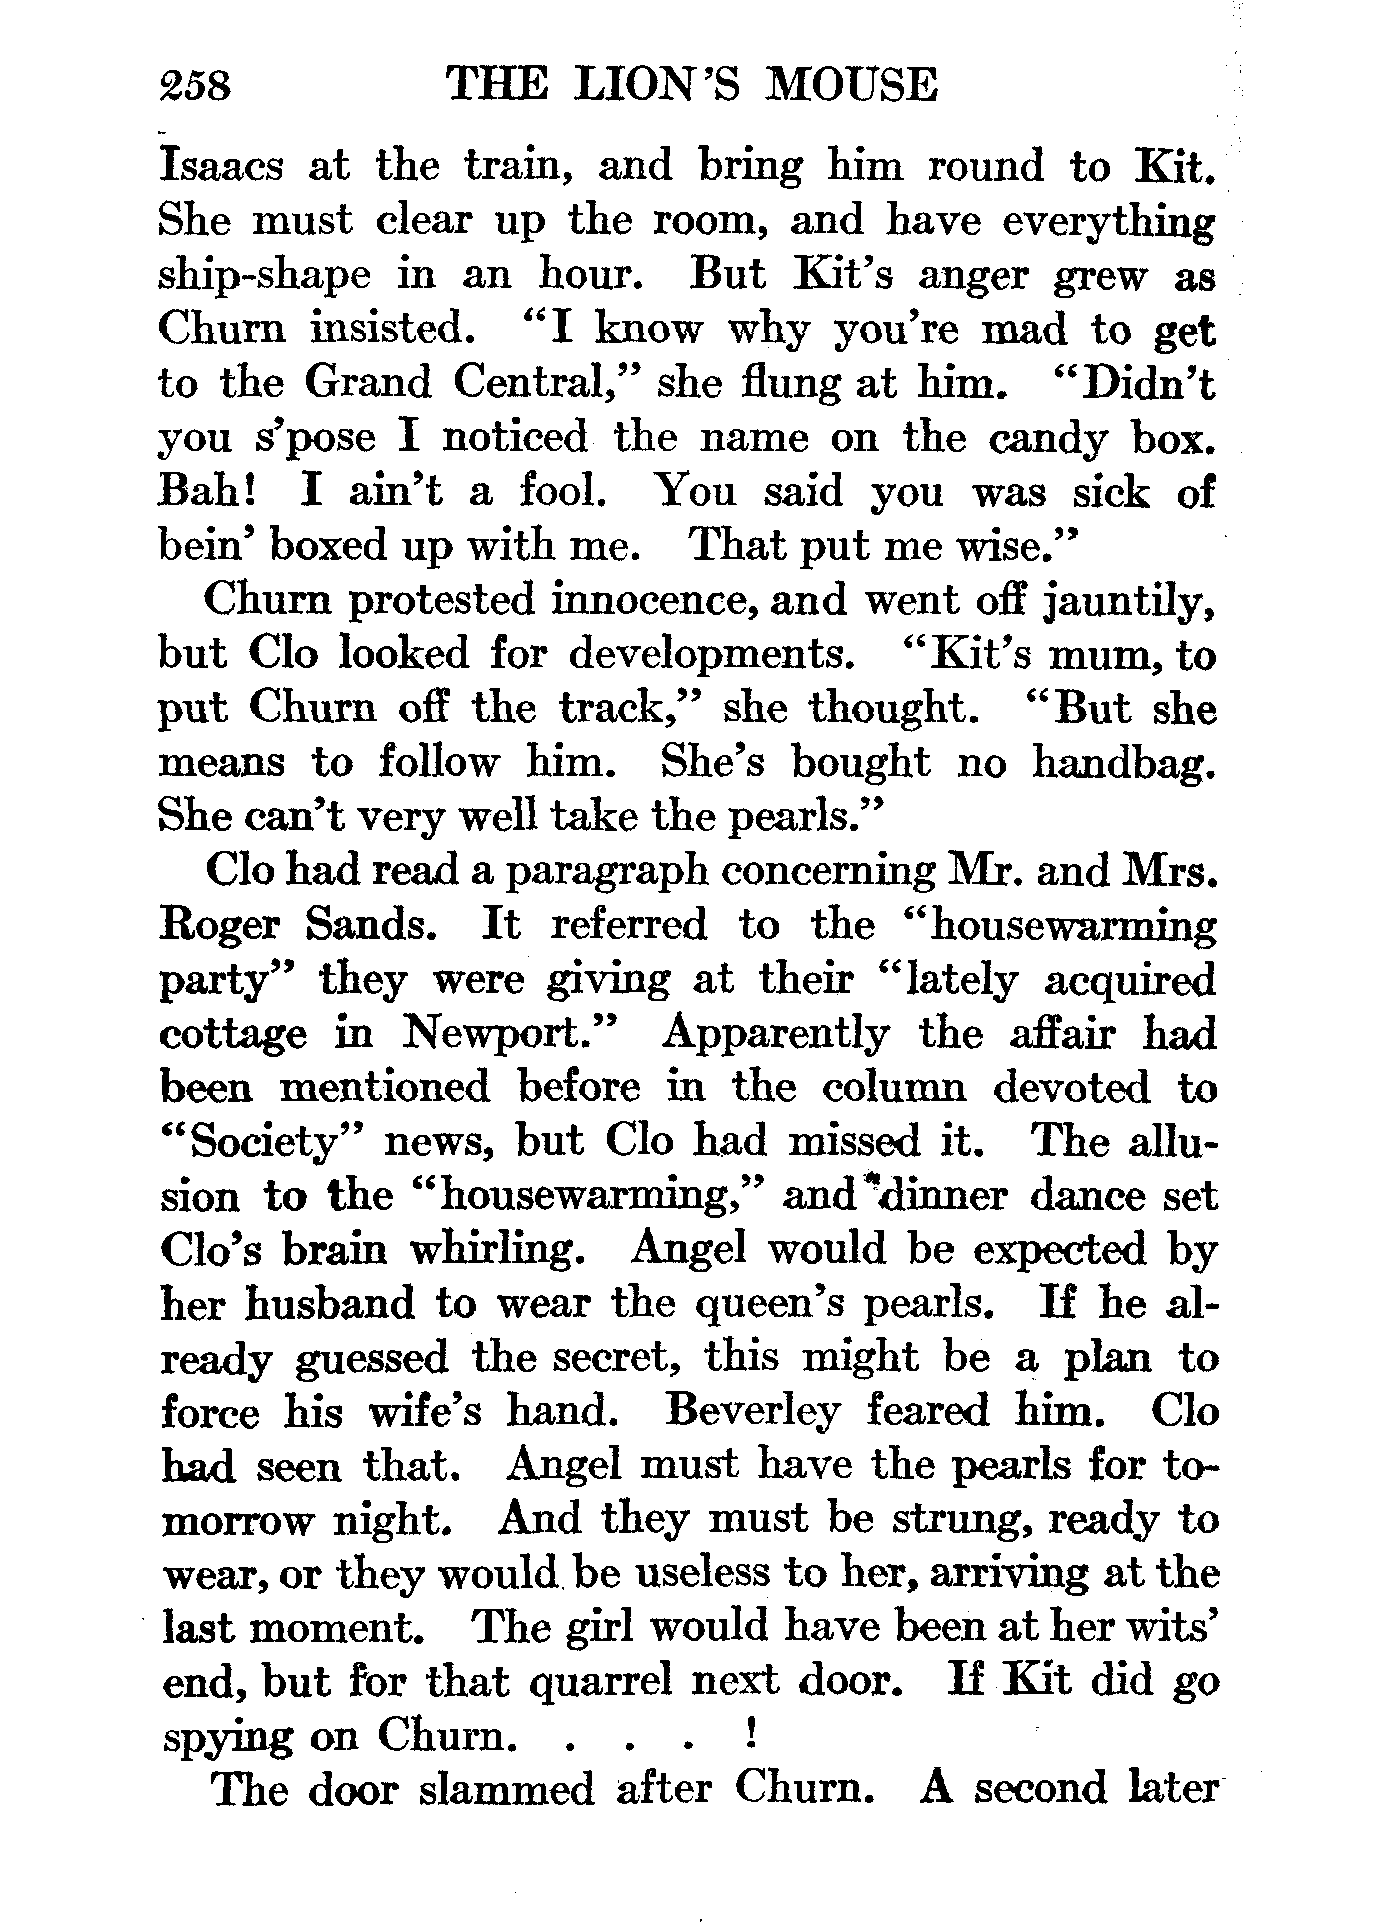 258 THE LION'S MOUSE
Isaacs at the train, and bring him round to Kit.
She must clear up the room, and have everything
ship-shape in an hour. But Kit's anger grew as
Churn insisted. "I know why you're mad to get
to the Grand Central," she flung at him. "Didn't
you s'pose I noticed the name on the candy box.
Bah! I ain't a fool. You said you was sick of
bein' boxed up with me. That put me wise."
Churn protested innocence, and went off jauntily,
but Clo looked for developments. "Kit's mum, to
put Churn off the track," she thought. "But she
means to follow him. She's bought no handbag.
She can't very well take the pearls."
Clo had read a paragraph concerning Mr. and Mrs.
Roger Sands. It referred to the "housewarming
party" they were giving at their "lately acquired
cottage in Newport." Apparently the affair had
been mentioned before in the column devoted to
"Society" news, but Clo had missed it. The allu-
sion to the "housewarming," and dinner dance set
Clo's brain whirling. Angel would be expected by
her husband to wear the queen's pearls. If he al-
ready guessed the secret, this might be a plan to
force his wife's hand. Beverley feared him. Clo
had seen that. Angel must have the pearls for to-
morrow night. And they must be strung, ready to
wear, or they would be useless to her, arriving at the
last moment. The girl would have been at her wits'
end, but for that quarrel next door. If Kit did go
spying on Churn. . . . !
The door slammed after Churn. A second later